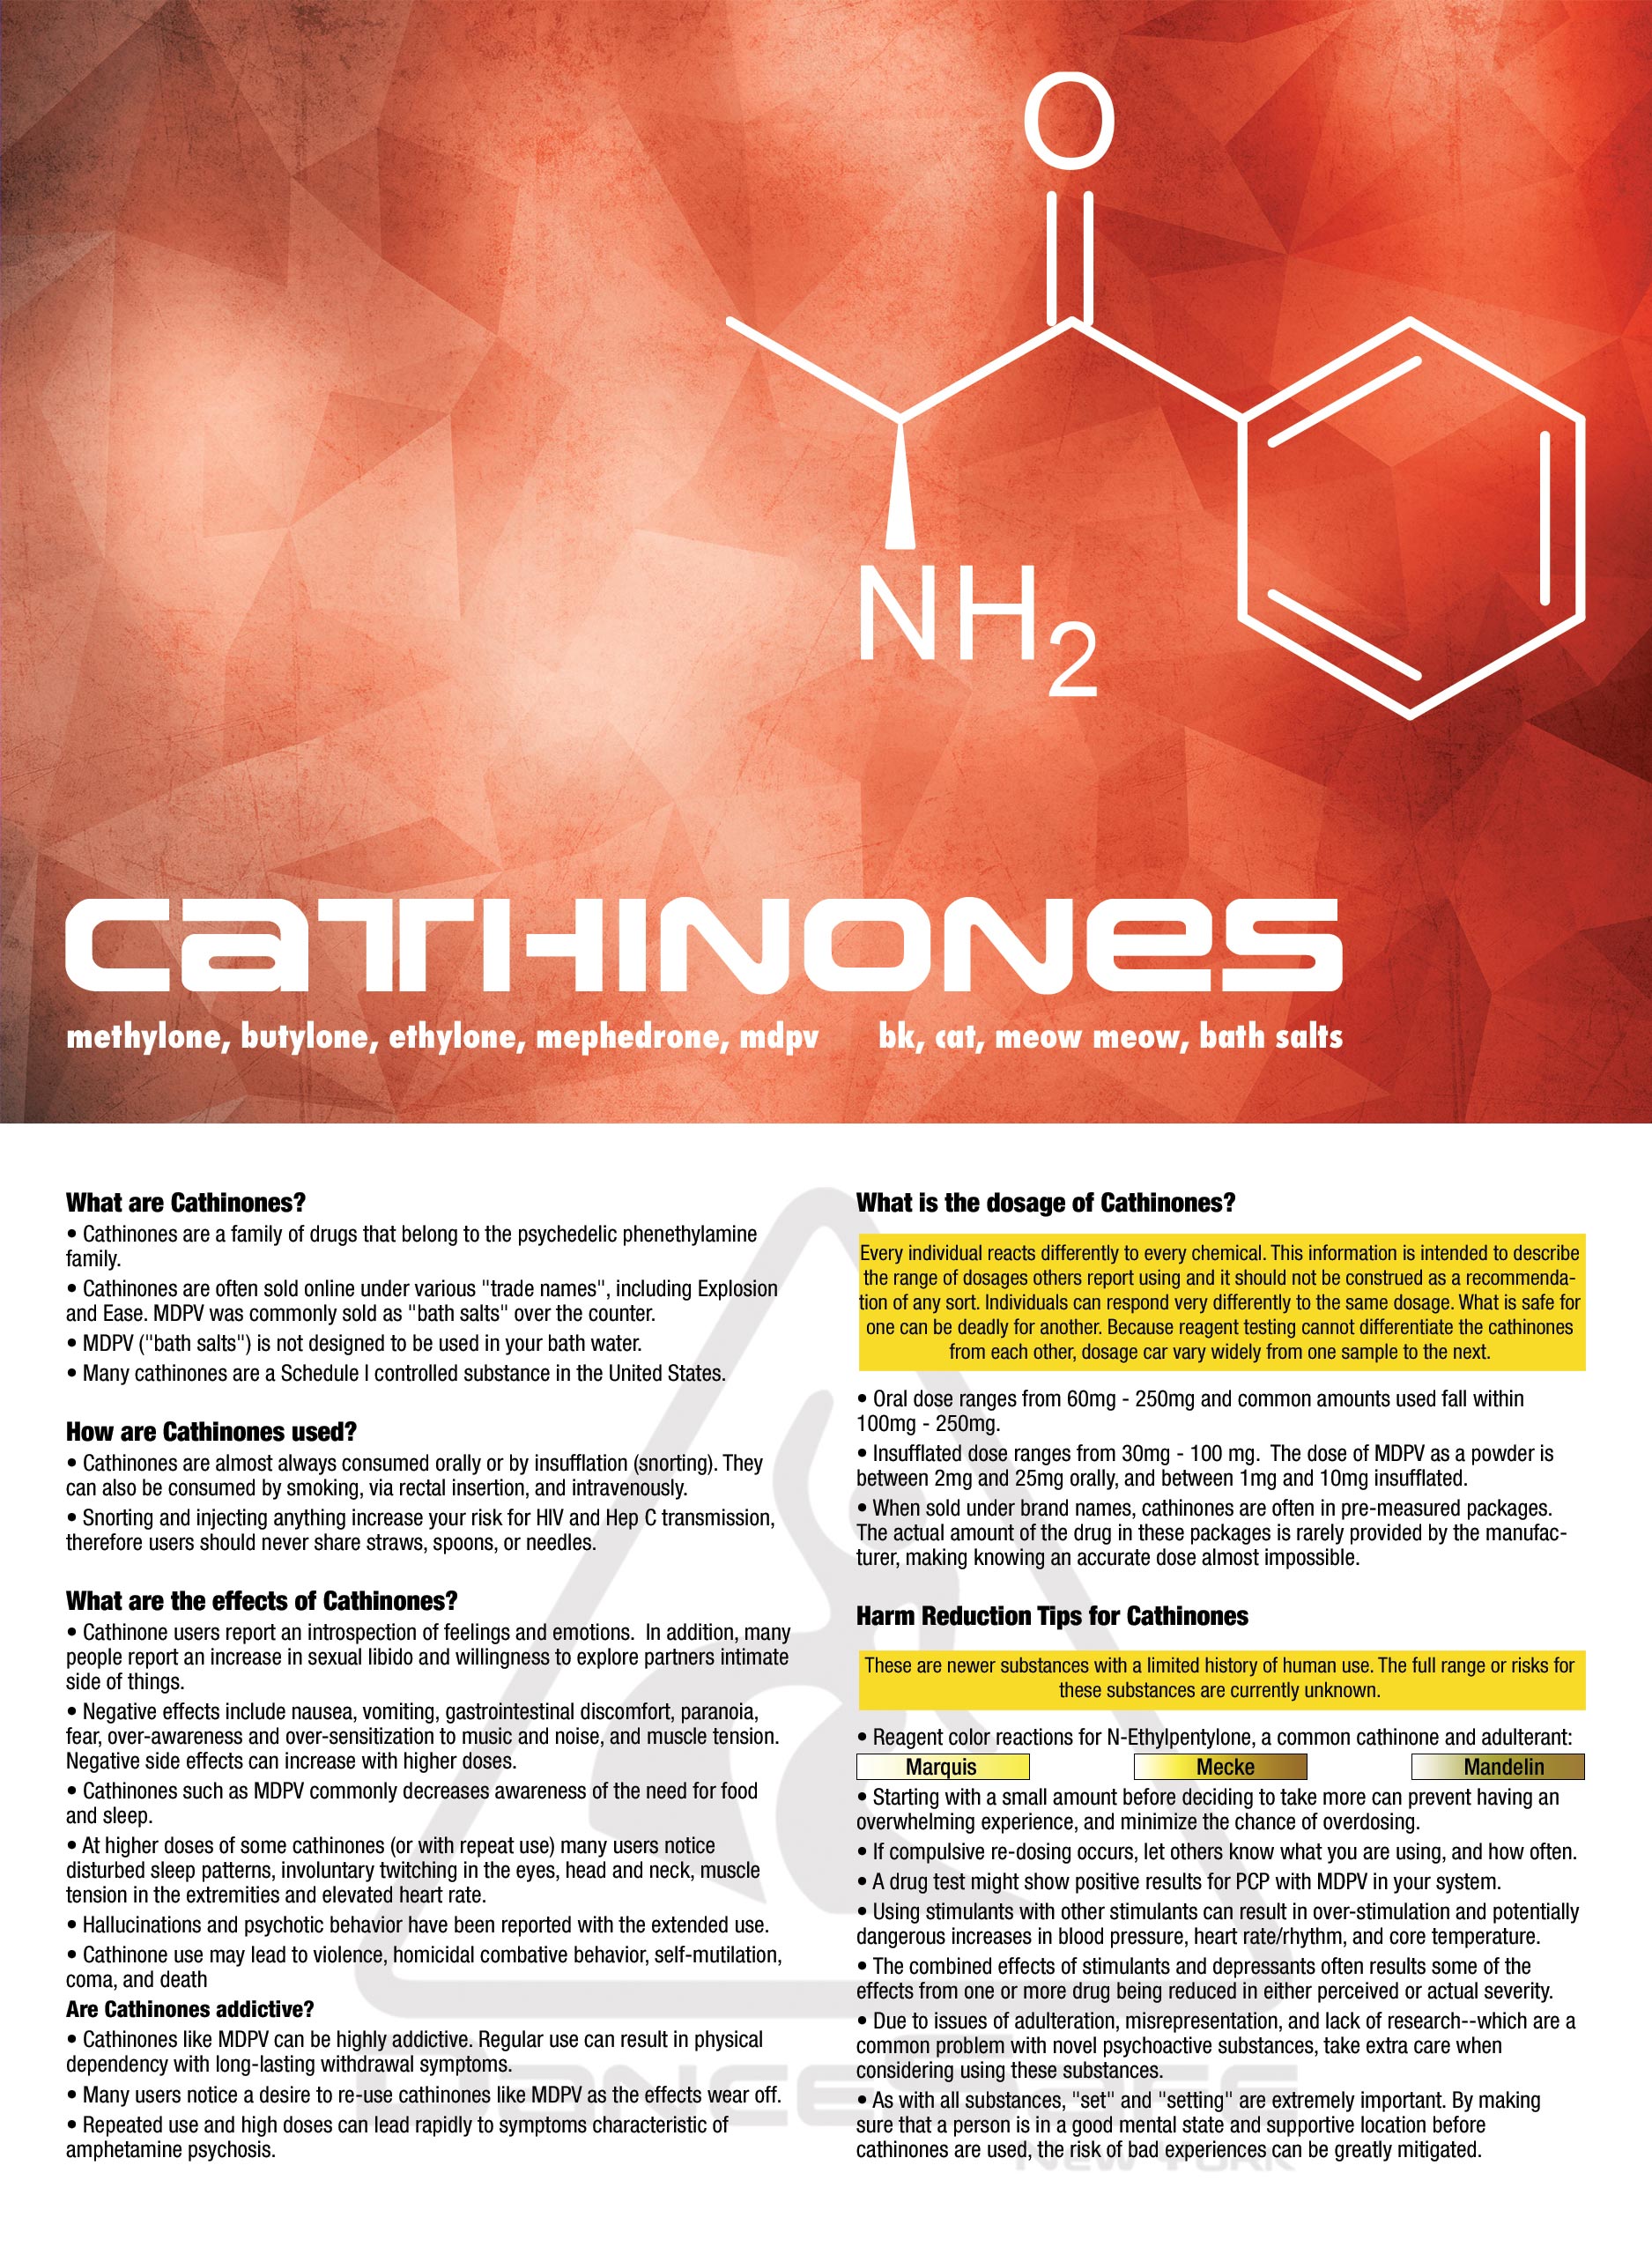 O
NH2
CATHINONES
methylone, butylone, ethylone, mephedrone, mdpv bk, cat, meow meow, bath salts
What are Cathinones?
• Cathinones are a family of drugs that belong to the psychedelic phenethylamine
family.
• Cathinones are often sold online under various "trade names", including Explosion
and Ease. MDPV was commonly sold as "bath salts" over the counter.
• MDPV ("bath salts") is not designed to be used in your bath water.
• Many cathinones are a Schedule I controlled substance in the United States.
How are Cathinones used?
• Cathinones are almost always consumed orally or by insufflation (snorting). They
can also be consumed by smoking, via rectal insertion, and intravenously.
• Snorting and injecting anything increase your risk for HIV and Hep C transmission,
therefore users should never share straws, spoons, or needles.
What are the effects of Cathinones?
• Cathinone users report an introspection of feelings and emotions.  In addition, many
people report an increase in sexual libido and willingness to explore partners intimate
side of things.
• Negative effects include nausea, vomiting, gastrointestinal discomfort, paranoia,
fear, over-awareness and over-sensitization to music and noise, and muscle tension.
Negative side effects can increase with higher doses.
• Cathinones such as MDPV commonly decreases awareness of the need for food
and sleep.
• At higher doses of some cathinones (or with repeat use) many users notice
disturbed sleep patterns, involuntary twitching in the eyes, head and neck, muscle
tension in the extremities and elevated heart rate.
• Hallucinations and psychotic behavior have been reported with the extended use.
• Cathinone use may lead to violence, homicidal combative behavior, self-mutilation,
coma, and death
Are Cathinones addictive?
• Cathinones like MDPV can be highly addictive. Regular use can result in physical
dependency with long-lasting withdrawal symptoms.
• Many users notice a desire to re-use cathinones like MDPV as the effects wear off.
• Repeated use and high doses can lead rapidly to symptoms characteristic of
amphetamine psychosis.
What is the dosage of Cathinones?
Every individual reacts differently to every chemical. This information is intended to describe
the range of dosages others report using and it should not be construed as a recommenda-
tion of any sort. Individuals can respond very differently to the same dosage. What is safe for
one can be deadly for another. Because reagent testing cannot differentiate the cathinones
from each other, dosage car vary widely from one sample to the next.
• Oral dose ranges from 60mg - 250mg and common amounts used fall within
100mg - 250mg.
• Insufflated dose ranges from 30mg - 100 mg.  The dose of MDPV as a powder is
between 2mg and 25mg orally, and between 1mg and 10mg insufflated.
• When sold under brand names, cathinones are often in pre-measured packages.
The actual amount of the drug in these packages is rarely provided by the manufac-
turer, making knowing an accurate dose almost impossible.
Harm Reduction Tips for Cathinones
These are newer substances with a limited history of human use. The full range or risks for
these substances are currently unknown.
• Reagent color reactions for N-Ethylpentylone, a common cathinone and adulterant:
Marquis Mecke Mandelin
• Starting with a small amount before deciding to take more can prevent having an
overwhelming experience, and minimize the chance of overdosing.
• If compulsive re-dosing occurs, let others know what you are using, and how often.
• A drug test might show positive results for PCP with MDPV in your system.
• Using stimulants with other stimulants can result in over-stimulation and potentially
dangerous increases in blood pressure, heart rate/rhythm, and core temperature.
• The combined effects of stimulants and depressants often results some of the
effects from one or more drug being reduced in either perceived or actual severity.
• Due to issues of adulteration, misrepresentation, and lack of research--which are a
common problem with novel psychoactive substances, take extra care when
considering using these substances.
• As with all substances, "set" and "setting" are extremely important. By making
sure that a person is in a good mental state and supportive location before
cathinones are used, the risk of bad experiences can be greatly mitigated.
DanceSafe
New York